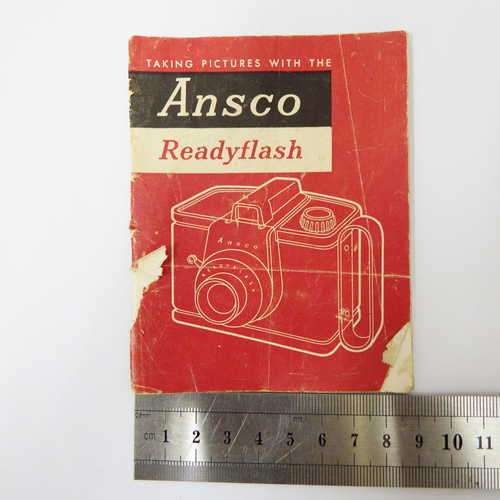 TAKING PICTURES WITH THE
Ansco
Readyflash
Ansco
READYFLASH
cm 1 2 3 4 5 6 7 8 9 10 11